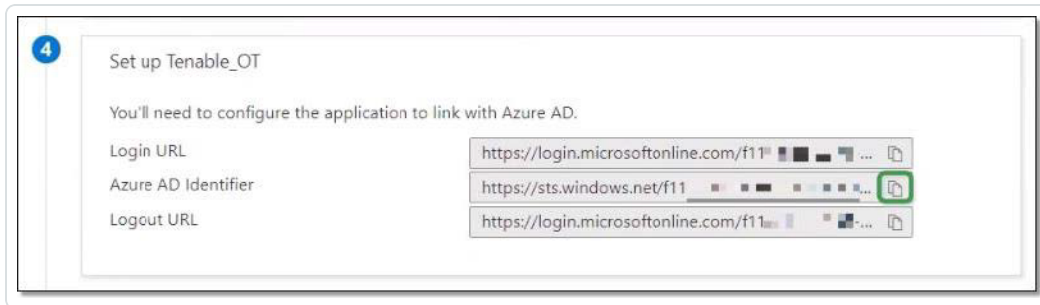 4
Set up Tenable_OT
You'll need to configure the application to link with Azure AD.
Login URL https://login.microsoftonline.com/f11 ...
Azure AD Identifier https://sts.windows.net/f11 ...
Logout URL https://login.microsoftonline.com/f11 -...